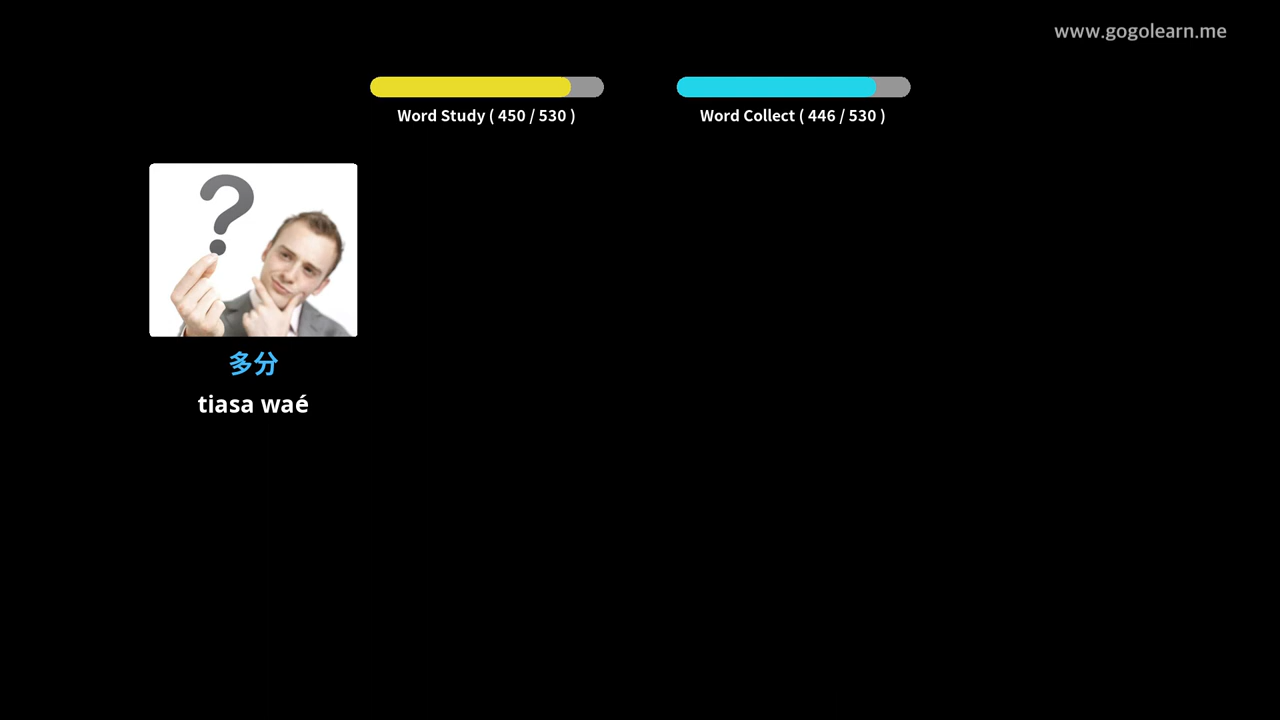 www.gogolearn.me
Word Study ( 450 / 530 )
Word Collect ( 446 / 530 )
?
多分
tiasa waé